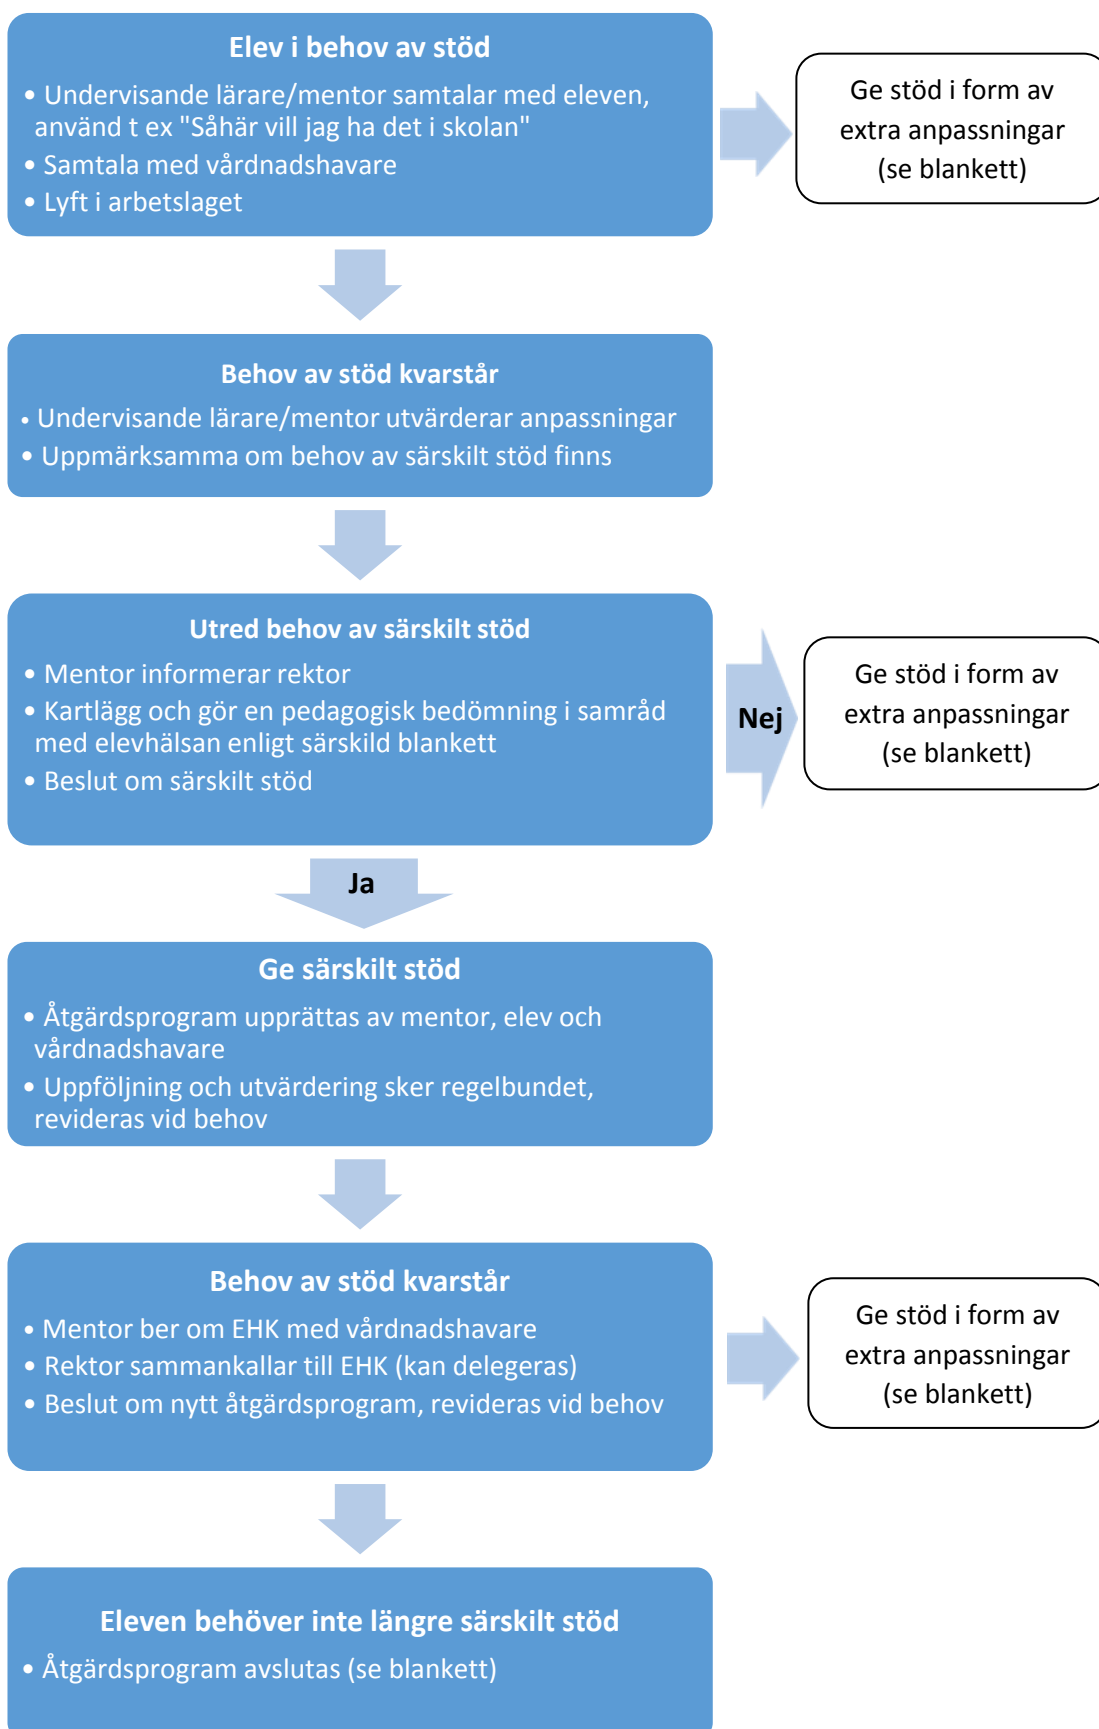 Elev i behov av stöd
• Undervisande lärare/mentor samtalar med eleven,
använd t ex "Såhär vill jag ha det i skolan"
• Samtala med vårdnadshavare
• Lyft i arbetslaget
Ge stöd i form av
extra anpassningar
(se blankett)
Behov av stöd kvarstår
• Undervisande lärare/mentor utvärderar anpassningar
• Uppmärksamma om behov av särskilt stöd finns
Utred behov av särskilt stöd
• Mentor informerar rektor
• Kartlägg och gör en pedagogisk bedömning i samråd
med elevhälsan enligt särskild blankett
• Beslut om särskilt stöd
Nej
Ge stöd i form av
extra anpassningar
(se blankett)
Ja
Ge särskilt stöd
• Åtgärdsprogram upprättas av mentor, elev och
vårdnadshavare
• Uppföljning och utvärdering sker regelbundet,
revideras vid behov
Behov av stöd kvarstår
• Mentor ber om EHK med vårdnadshavare
• Rektor sammankallar till EHK (kan delegeras)
• Beslut om nytt åtgärdsprogram, revideras vid behov
Ge stöd i form av
extra anpassningar
(se blankett)
Eleven behöver inte längre särskilt stöd
• Åtgärdsprogram avslutas (se blankett)